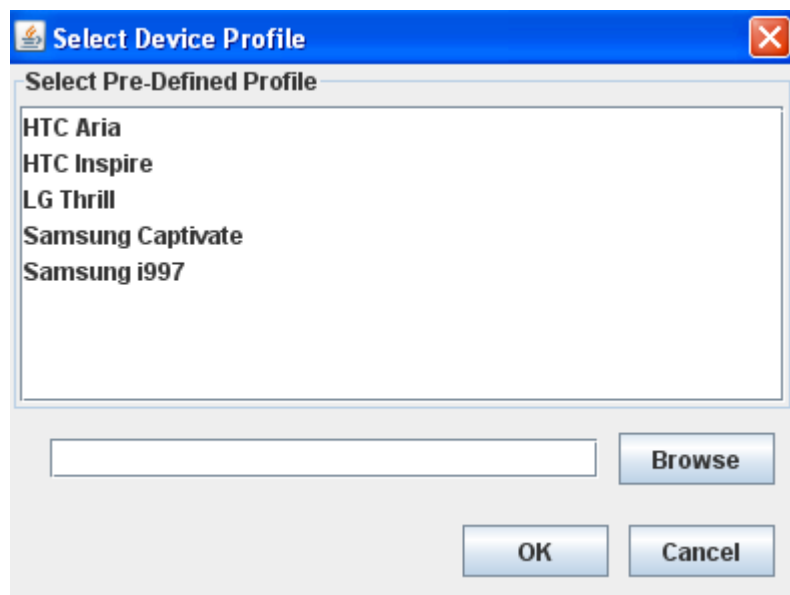 Select Device Profile
Select Pre-Defined Profile
HTC Aria
HTC Inspire
LG Thrill
Samsung Captivate
Samsung i997
Browse
OK Cancel